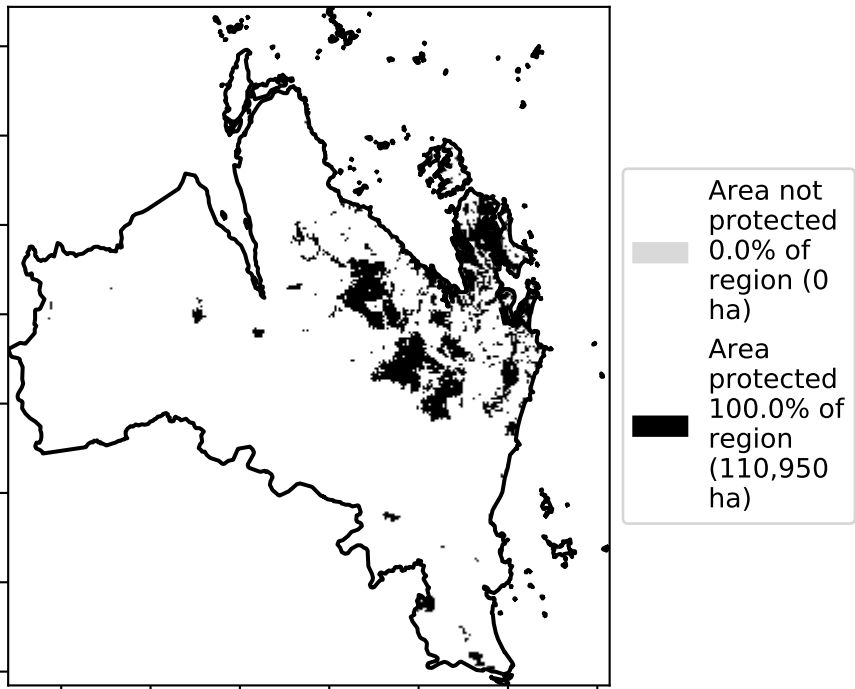 Area not
protected
0.0% of
region (0
ha)
Area
protected
100.0% of
region
(110,950
ha)